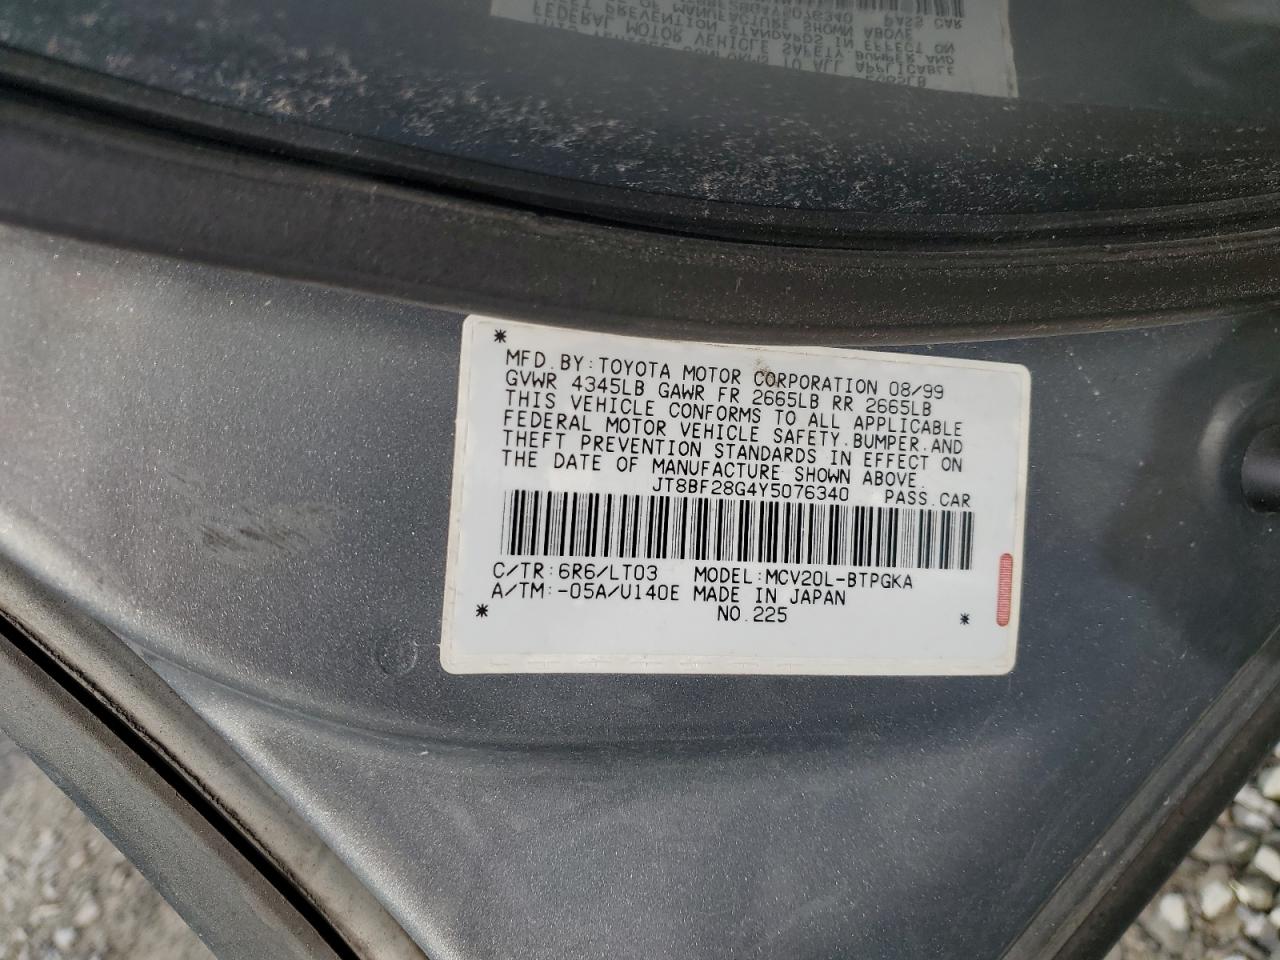 *
MFD.BY:TOYOTA MOTOR CORPORATION 08/99
GVWR 4345LB GAWR FR 2665LB RR 2665LB
THIS VEHICLE CONFORMS TO ALL APPLICABLE
FEDERAL MOTOR VEHICLE SAFETY.BUMPER.AND
THEFT PREVENTION STANDARDS IN EFFECT ON
THE DATE OF MANUFACTURE SHOWN ABOVE.
JT8BF28G4Y5076340 PASS.CAR
C/TR:6R6/LT03 MODEL:MCV20L-BTPGKA
A/TM:-05A/U140E MADE IN JAPAN
* NO.225 *